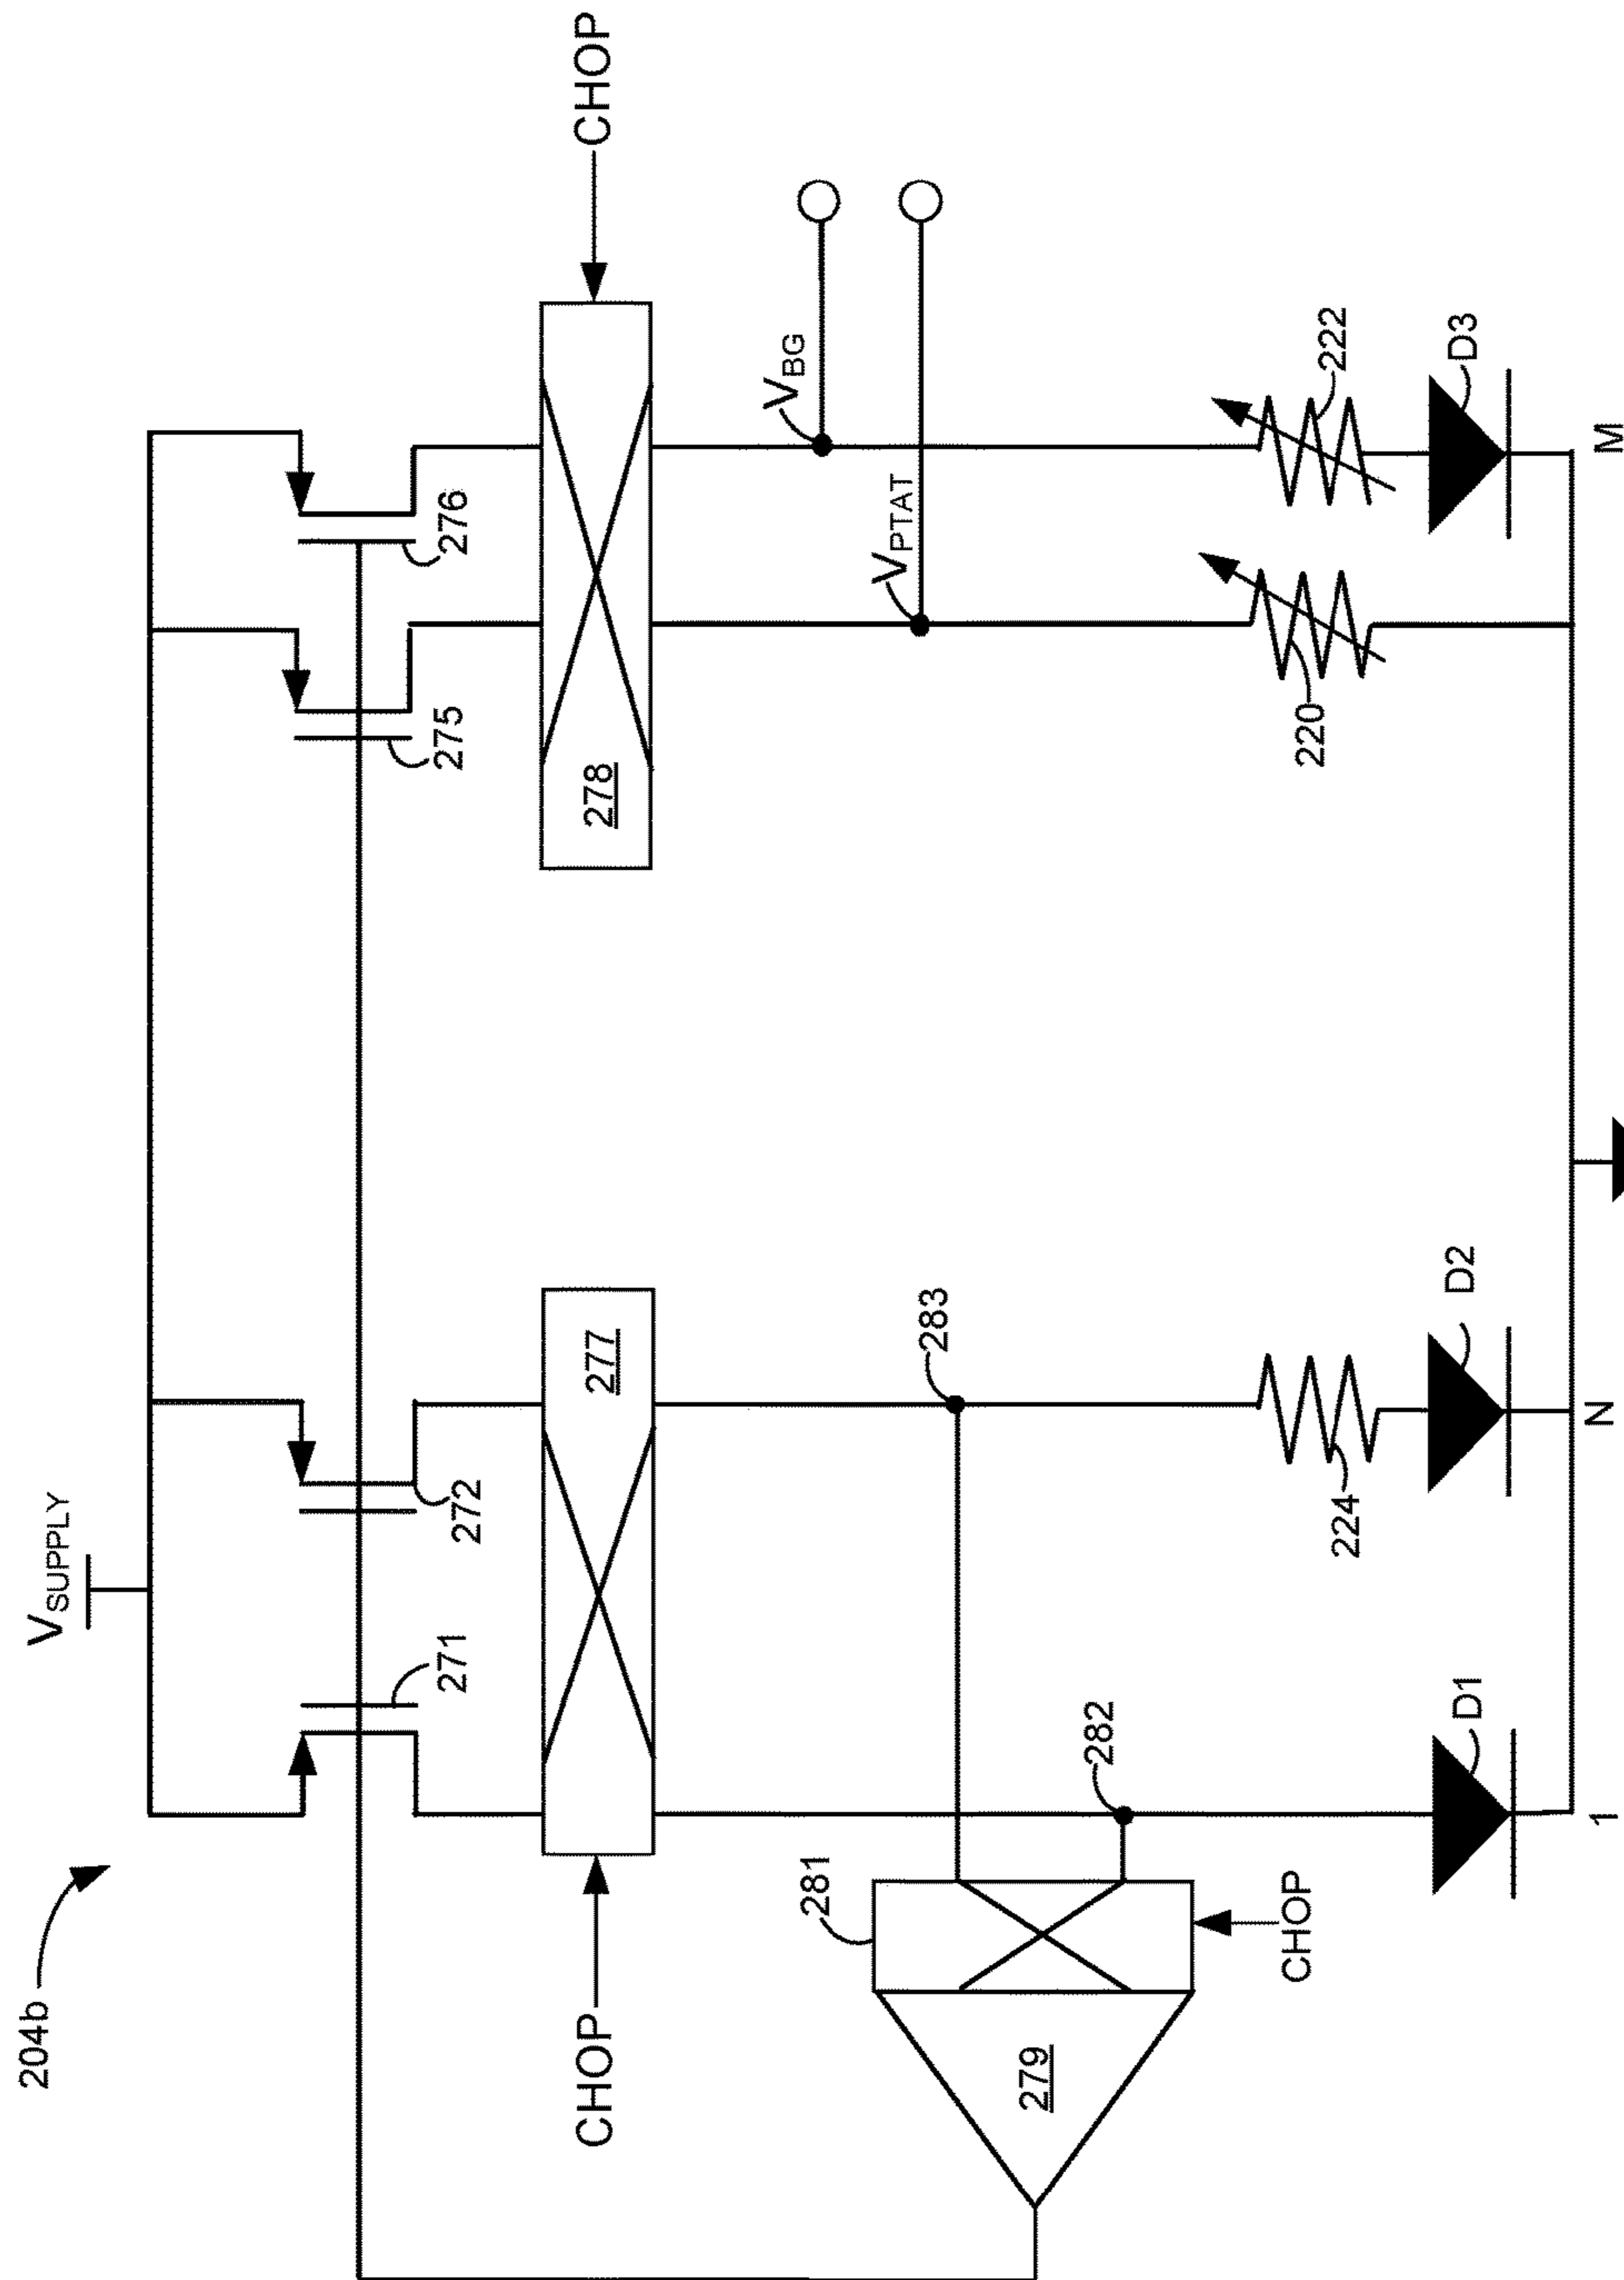 204b
V_SUPPLY
271
272
275
276
CHOP
277
278
CHOP
V_BG
V_PTAT
281
279
CHOP
282
283
224
220
222
D1
D2
D3
1
N
M